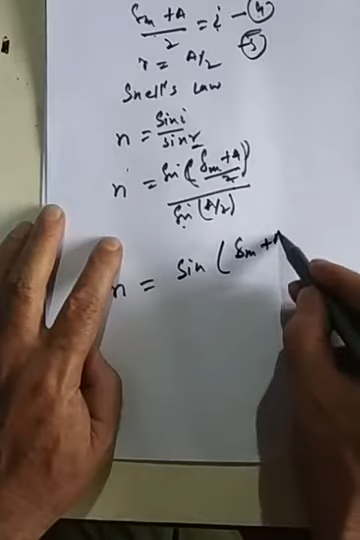 (δm + A)/2 = i — (4)
r = A/2 — (5)
Snell's Law
n = sin i / sin r
n = sin((δm + A)/2) / sin(A/2)
n = sin (δm + A